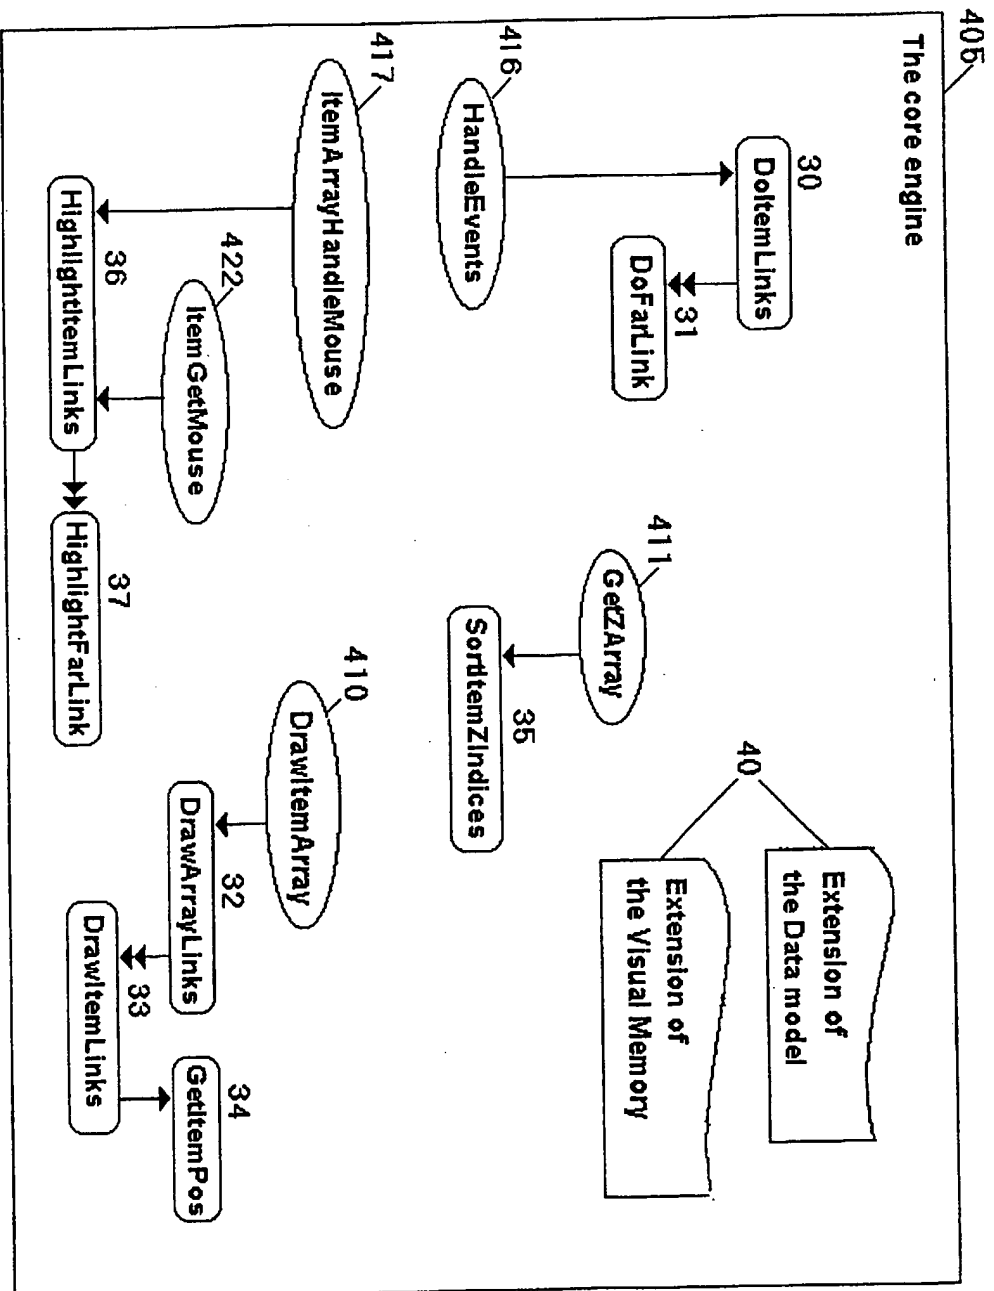 405
The core engine
30
DoItemLinks
31
DoFarLink
416
HandleEvents
417
ItemArrayHandleMouse
422
ItemGetMouse
36
HighlightItemLinks
37
HighlightFarLink
40
Extension of
the Data model
Extension of
the Visual Memory
411
GetZArray
35
SortItemZIndices
410
DrawItemArray
32
DrawArrayLinks
33
DrawItemLinks
34
GetItemPos